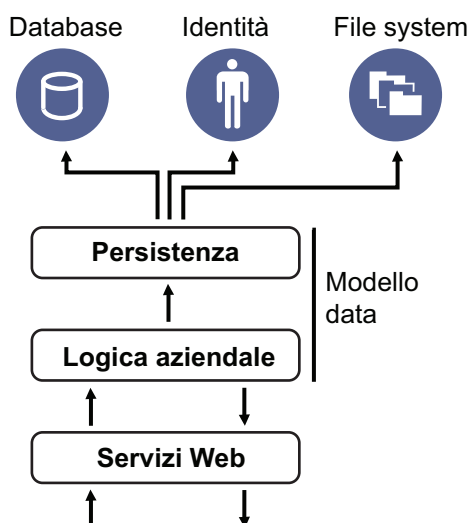 Database
Identità
File system
Persistenza
Modello
data
Logica aziendale
Servizi Web